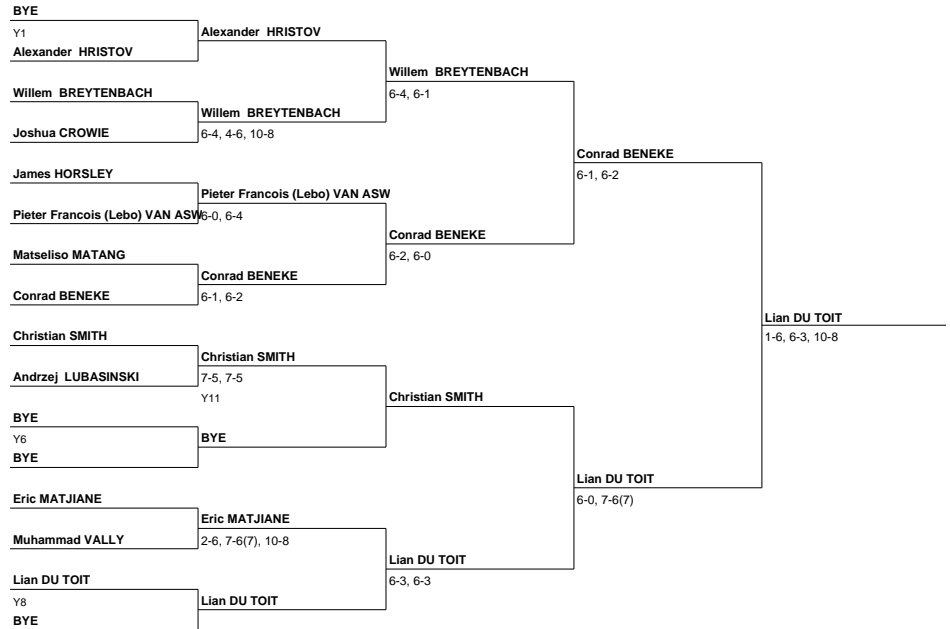 BYE
Y1
Alexander HRISTOV
Alexander HRISTOV
Willem BREYTENBACH
6-4, 6-1
Willem BREYTENBACH
Willem BREYTENBACH
6-4, 4-6, 10-8
Joshua CROWIE
Conrad BENEKE
6-1, 6-2
James HORSLEY
Pieter Francois (Lebo) VAN ASW
Pieter Francois (Lebo) VAN ASW
6-0, 6-4
Conrad BENEKE
6-2, 6-0
Matseliso MATANG
Conrad BENEKE
Conrad BENEKE
6-1, 6-2
Lian DU TOIT
1-6, 6-3, 10-8
Christian SMITH
Christian SMITH
Andrzej LUBASINSKI
7-5, 7-5
Y11
Christian SMITH
BYE
Y6
BYE
BYE
Lian DU TOIT
6-0, 7-6(7)
Eric MATJIANE
Eric MATJIANE
Muhammad VALLY
2-6, 7-6(7), 10-8
Lian DU TOIT
6-3, 6-3
Lian DU TOIT
Y8
Lian DU TOIT
BYE